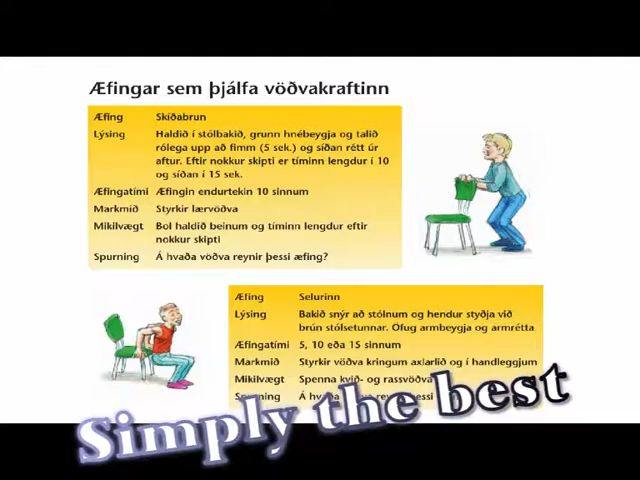 Æfingar sem þjálfa vöðvakraftinn
Æfing Skíðabrun
Lýsing Haldið í stólbakið, grunn hnébeygja og talið
rólega upp að fimm (5 sek.) og síðan rétt úr
aftur. Eftir nokkur skipti er tíminn lengdur í 10
og síðan í 15 sek.
Æfingatími Æfingin endurtekin 10 sinnum
Markmið Styrkir lærvöðva
Mikilvægt Bol haldið beinum og tíminn lengdur eftir
nokkur skipti
Spurning Á hvaða vöðva reynir þessi æfing?
Æfing Selurinn
Lýsing Bakið snýr að stólnum og hendur styðja við
brún stólsetunnar. Öfug armbeygja og armrétta
Æfingatími 5, 10 eða 15 sinnum
Markmið Styrkir vöðva kringum axlarlið og í handleggjum
Mikilvægt Spenna kvið- og rassvöðva
Spurning Á hvaða
Simply the best